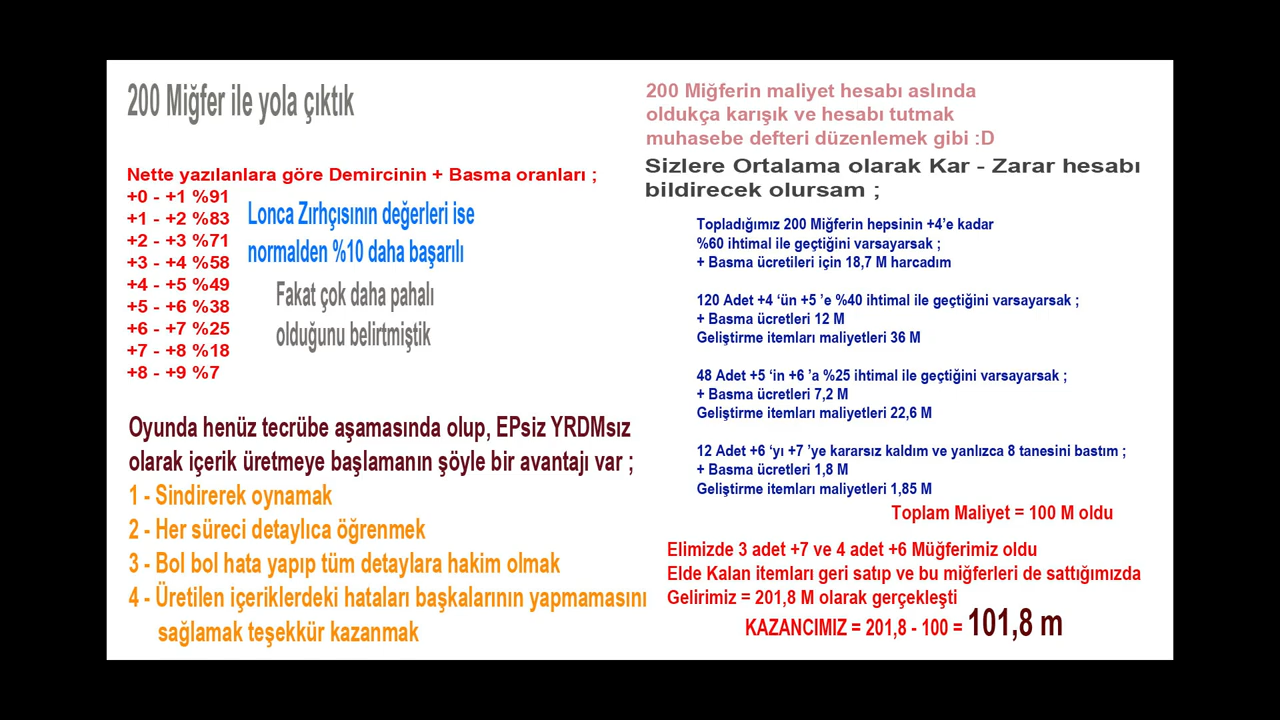 200 Miğfer ile yola çıktık
Nette yazılanlara göre Demircinin + Basma oranları ;
+0 - +1 %91
+1 - +2 %83
+2 - +3 %71
+3 - +4 %58
+4 - +5 %49
+5 - +6 %38
+6 - +7 %25
+7 - +8 %18
+8 - +9 %7
Lonca Zırhçısının değerleri ise
normalden %10 daha başarılı
Fakat çok daha pahalı
olduğunu belirtmiştik
Oyunda henüz tecrübe aşamasında olup, EPsiz YRDMsız
olarak içerik üretmeye başlamanın şöyle bir avantajı var ;
1 - Sindirerek oynamak
2 - Her süreci detaylıca öğrenmek
3 - Bol bol hata yapıp tüm detaylara hakim olmak
4 - Üretilen içeriklerdeki hataları başkalarının yapmamasını
sağlamak teşekkür kazanmak
200 Miğferin maliyet hesabı aslında
oldukça karışık ve hesabı tutmak
muhasebe defteri düzenlemek gibi :D
Sizlere Ortalama olarak Kar - Zarar hesabı
bildirecek olursam ;
Topladığımız 200 Miğferin hepsinin +4’e kadar
%60 ihtimal ile geçtiğini varsayarsak ;
+ Basma ücretileri için 18,7 M harcadım
120 Adet +4 ‘ün +5 ’e %40 ihtimal ile geçtiğini varsayarsak ;
+ Basma ücretleri 12 M
Geliştirme itemları maliyetleri 36 M
48 Adet +5 ‘in +6 ’a %25 ihtimal ile geçtiğini varsayarsak ;
+ Basma ücretleri 7,2 M
Geliştirme itemları maliyetleri 22,6 M
12 Adet +6 ‘yı +7 ’ye kararsız kaldım ve yanlızca 8 tanesini bastım ;
+ Basma ücretleri 1,8 M
Geliştirme itemları maliyetleri 1,85 M
Toplam Maliyet = 100 M oldu
Elimizde 3 adet +7 ve 4 adet +6 Müğferimiz oldu
Elde Kalan itemları geri satıp ve bu miğferleri de sattığımızda
Gelirimiz = 201,8 M olarak gerçekleşti
KAZANCIMIZ = 201,8 - 100 = 101,8 m